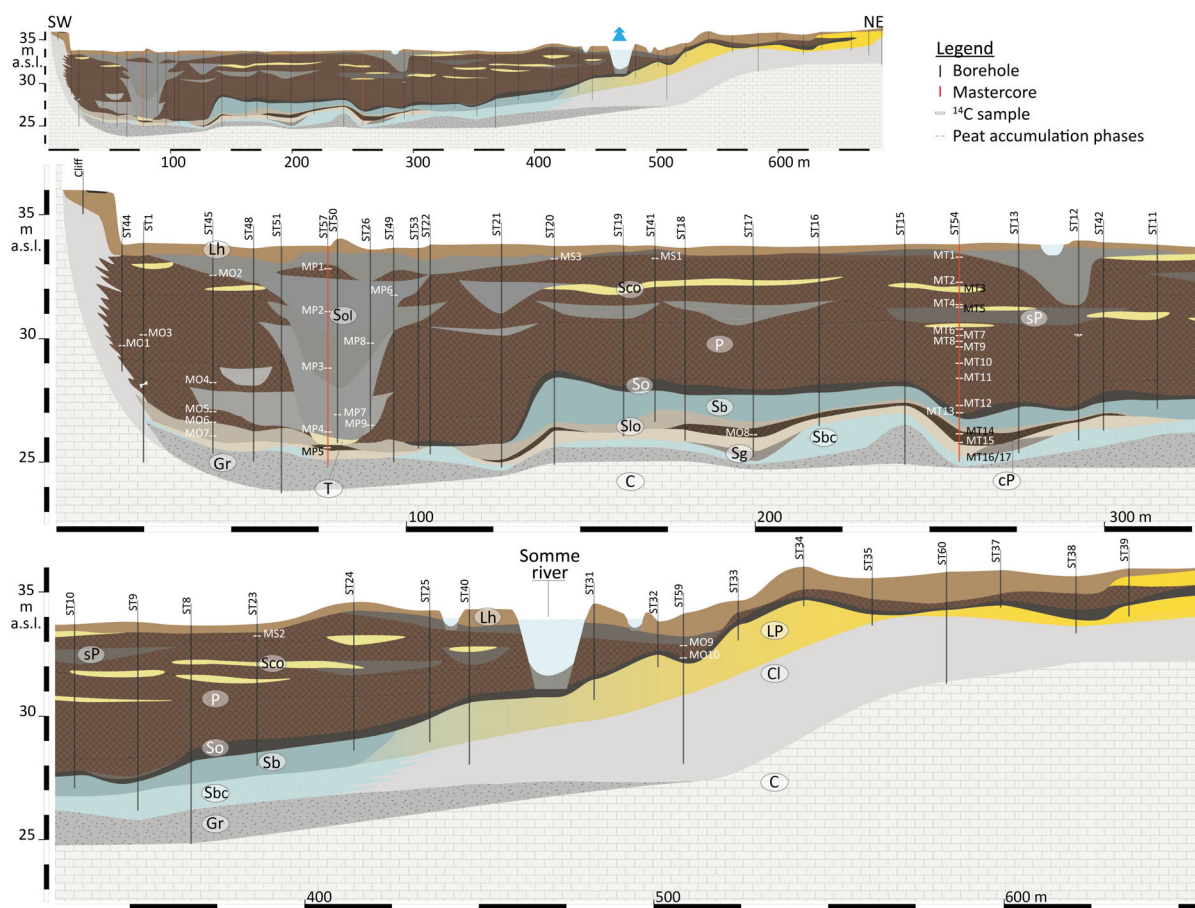 SW
NE
35
m
a.s.l.
30
25
100
200
300
400
500
600 m
Legend
Borehole
Mastercore
¹⁴C sample
Peat accumulation phases
Cliff
ST44
ST1
ST45
ST48
ST51
ST57
ST50
ST26
ST49
ST53
ST22
ST21
ST20
ST19
ST41
ST18
ST17
ST16
ST15
ST54
ST13
ST12
ST42
ST11
35
m
a.s.l.
30
25
Lh
MO2
MP1
MS3
MS1
MT1
MT2
MP6
Sco
MT3
MT4
MT5
MP2
Sol
sP
MO3
MO1
MP8
P
MT6
MT7
MT8
MT9
MP3
MT10
MO4
So
MT11
MO5
MP7
Sb
MT12
MT13
MO6
MP9
Slo
MO7
MP4
MO8
Sbc
MT14
MT15
Gr
MP5
Sg
MT16/17
T
C
cP
100
200
300 m
ST10
ST9
ST8
ST23
ST24
ST25
ST40
Somme
river
ST31
ST32
ST59
ST33
ST34
ST35
ST60
ST37
ST38
ST39
35
m
a.s.l.
30
25
Lh
MS2
sP
Sco
MO9
MO10
LP
P
Cl
So
Sb
Sbc
C
Gr
400
500
600 m